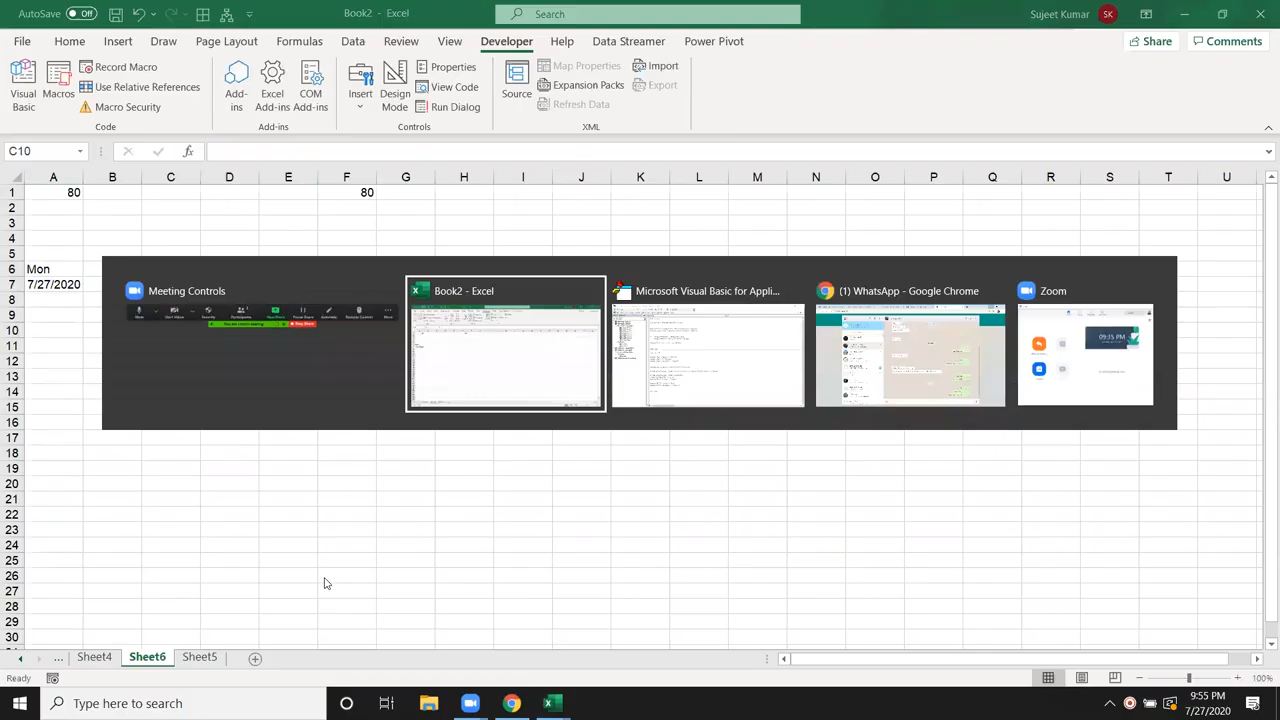 AutoSave Off Book2 - Excel Search Sujeet Kumar SK
File Home Insert Draw Page Layout Formulas Data Review View Developer Help Data Streamer Power Pivot Share Comments
Visual Basic Macros Record Macro Use Relative References Macro Security Code
Add-ins Excel Add-ins COM Add-ins Add-ins
Insert Design Mode Properties View Code Run Dialog Controls
Source Map Properties Expansion Packs Refresh Data Import Export XML
C10 fx
A B C D E F G H I J K L M N O P Q R S T U
1 80 80
2
3
4
5
6 Mon
7 7/27/2020
8
9
10
11
12
13
14
15
16
17
18
19
20
21
22
23
24
25
26
27
28
29
30
Meeting Controls Book2 - Excel Microsoft Visual Basic for Appli... (1) WhatsApp - Google Chrome Zoom
09:35 PM
... Sheet4 Sheet6 Sheet5
Ready 100%
Type here to search 9:55 PM
7/27/2020